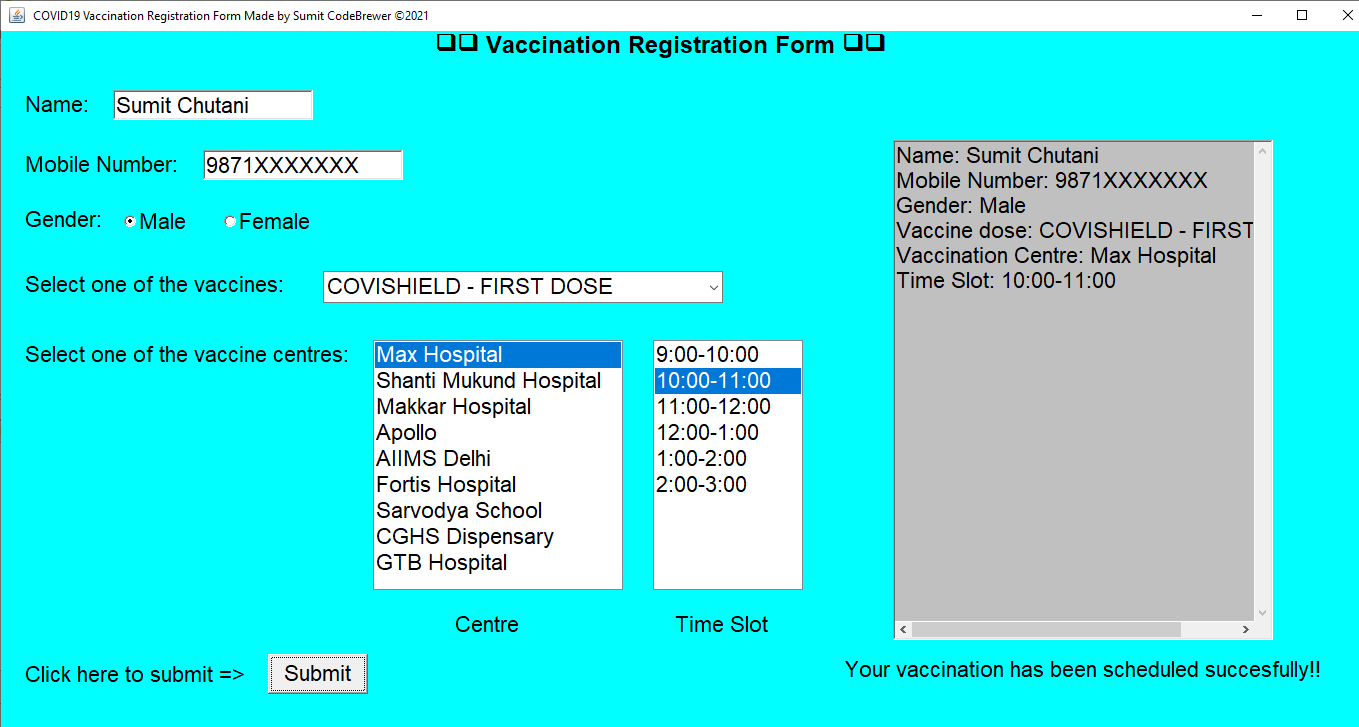 COVID19 Vaccination Registration Form Made by Sumit CodeBrewer ©2021
❑❑ Vaccination Registration Form ❑❑
Name: Sumit Chutani
Mobile Number: 9871XXXXXXX
Gender: Male Female
Select one of the vaccines: COVISHIELD - FIRST DOSE
Select one of the vaccine centres:
Max Hospital
Shanti Mukund Hospital
Makkar Hospital
Apollo
AIIMS Delhi
Fortis Hospital
Sarvodya School
CGHS Dispensary
GTB Hospital
Centre
9:00-10:00
10:00-11:00
11:00-12:00
12:00-1:00
1:00-2:00
2:00-3:00
Time Slot
Click here to submit => Submit
Name: Sumit Chutani
Mobile Number: 9871XXXXXXX
Gender: Male
Vaccine dose: COVISHIELD - FIRST
Vaccination Centre: Max Hospital
Time Slot: 10:00-11:00
Your vaccination has been scheduled succesfully!!